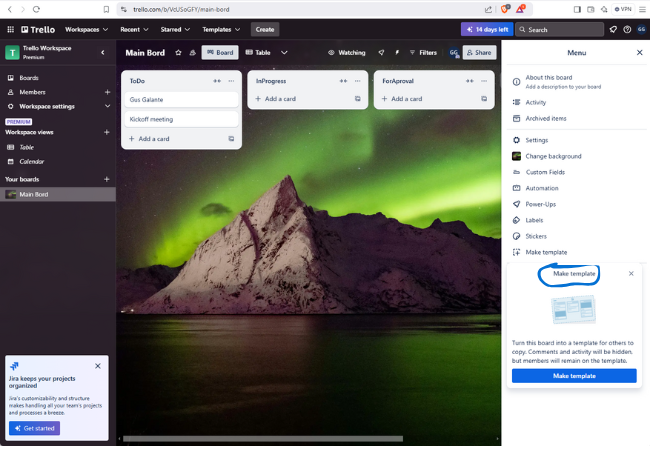 trello.com/b/VcUSoGFY/main-bord
VPN
Trello
Workspaces
Recent
Starred
Templates
Create
14 days left
Search
GG
Trello Workspace
Premium
Main Bord
Board
Table
Watching
Filters
GG
Share
Menu
Boards
Members
Workspace settings
PREMIUM
Workspace views
Table
Calendar
Your boards
Main Bord
ToDo
Gus Galante
Kickoff meeting
Add a card
InProgress
Add a card
ForAproval
Add a card
About this board
Add a description to your board
Activity
Archived items
Settings
Change background
Custom Fields
Automation
Power-Ups
Labels
Stickers
Make template
Make template
Turn this board into a template for others to
copy. Comments and activity will be hidden,
but members will remain on the template.
Make template
Jira keeps your projects
organized
Jira's customizability and structure
makes handling all your team's projects
and processes a breeze.
Get started